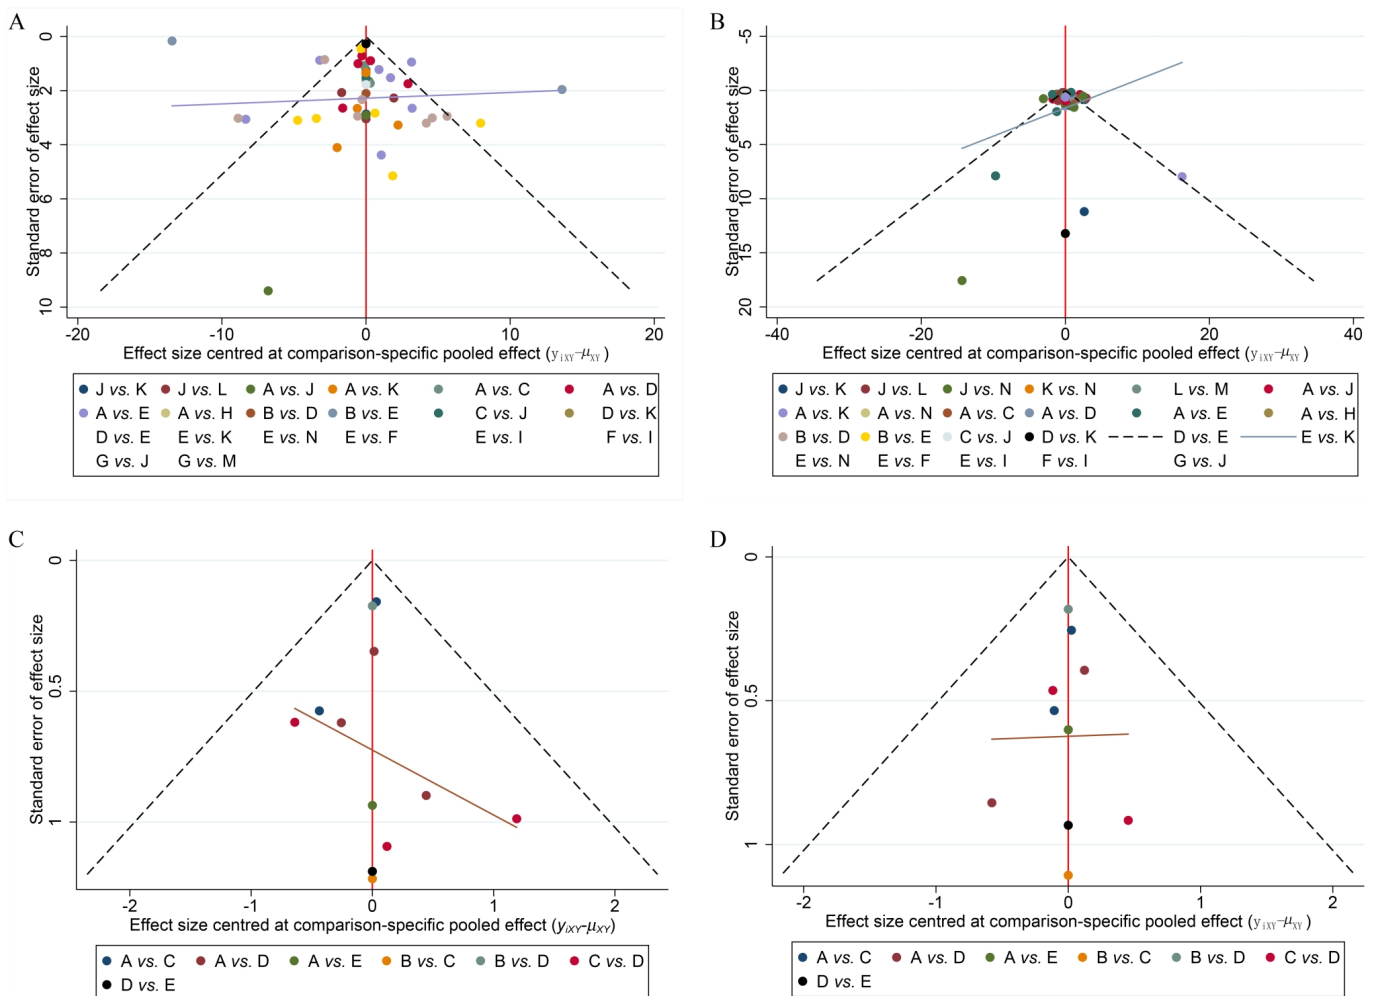 A
0
2
4
6
8
10
Standard error of effect size
-20
-10
0
10
20
Effect size centred at comparison-specific pooled effect (yiXY-μXY)
J vs. K J vs. L A vs. J A vs. K A vs. C A vs. D
A vs. E A vs. H B vs. D B vs. E C vs. J D vs. K
D vs. E E vs. K E vs. N E vs. F E vs. I F vs. I
G vs. J G vs. M
B
-5
0
5
10
15
20
Standard error of effect size
-40
-20
0
20
40
Effect size centred at comparison-specific pooled effect (yiXY-μXY)
J vs. K J vs. L J vs. N K vs. N L vs. M A vs. J
A vs. K A vs. N A vs. C A vs. D A vs. E A vs. H
B vs. D B vs. E C vs. J D vs. K D vs. E E vs. K
E vs. N E vs. F E vs. I F vs. I G vs. J
C
0
0.5
1
Standard error of effect size
-2
-1
0
1
2
Effect size centred at comparison-specific pooled effect (yiXY-μXY)
A vs. C A vs. D A vs. E B vs. C B vs. D C vs. D
D vs. E
D
0
0.5
1
Standard error of effect size
-2
-1
0
1
2
Effect size centred at comparison-specific pooled effect (yiXY-μXY)
A vs. C A vs. D A vs. E B vs. C B vs. D C vs. D
D vs. E